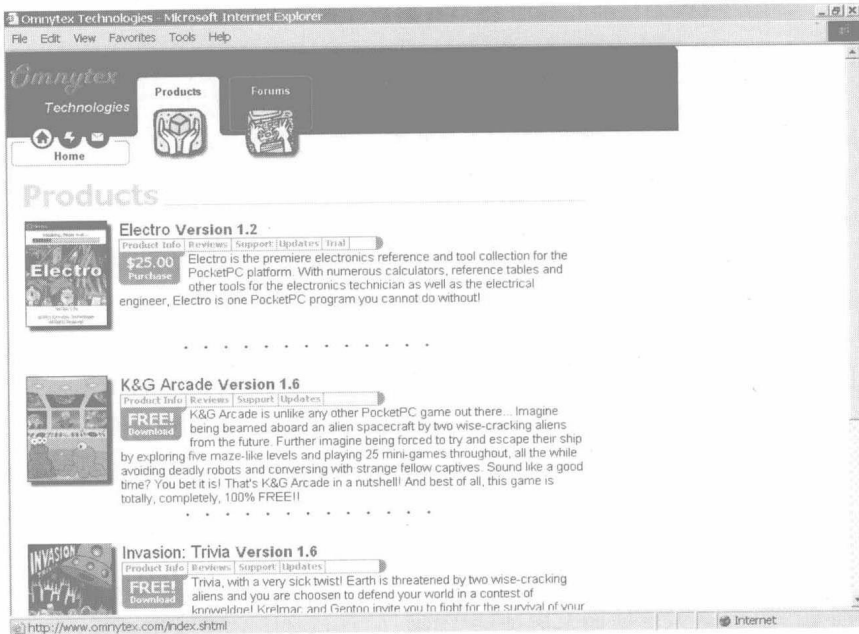 Omnytex Technologies - Microsoft Internet Explorer
File Edit View Favorites Tools Help
Omnytex
Technologies
Products
Forums
Home
Products
Electro Version 1.2
Product Info Reviews Support Updates Trial
Electro
$25.00
Purchase
Electro is the premiere electronics reference and tool collection for the
PocketPC platform. With numerous calculators, reference tables and
other tools for the electronics technician as well as the electrical
engineer, Electro is one PocketPC program you cannot do without!
K&G Arcade Version 1.6
Product Info Reviews Support Updates
FREE!
Download
K&G Arcade is unlike any other PocketPC game out there... Imagine
being beamed aboard an alien spacecraft by two wise-cracking aliens
from the future. Further imagine being forced to try and escape their ship
by exploring five maze-like levels and playing 25 mini-games throughout, all the while
avoiding deadly robots and conversing with strange fellow captives. Sound like a good
time? You bet it is! That's K&G Arcade in a nutshell! And best of all, this game is
totally, completely, 100% FREE!!
INVASION
Invasion: Trivia Version 1.6
Product Info Reviews Support Updates
FREE!
Download
Trivia, with a very sick twist! Earth is threatened by two wise-cracking
aliens and you are choosen to defend your world in a contest of
knoweldge! Krelmac and Genton invite you to fight for the survival of your
http://www.omnytex.com/index.shtml
Internet